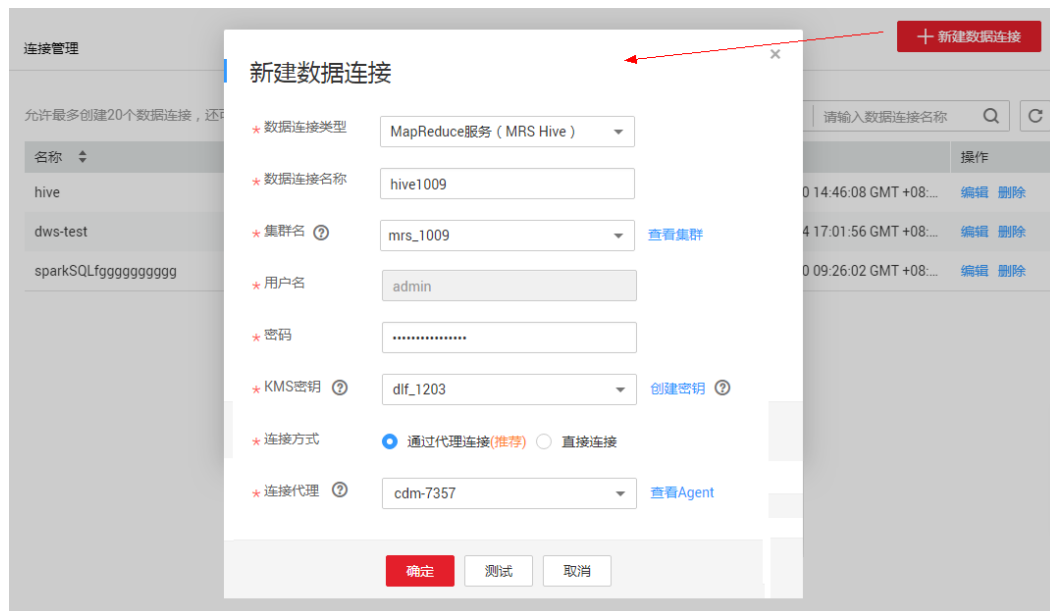 连接管理
新建数据连接
新建数据连接
允许最多创建20个数据连接，还可
请输入数据连接名称
* 数据连接类型 MapReduce服务（MRS Hive）
名称 操作
* 数据连接名称 hive1009
hive 0 14:46:08 GMT +08:... 编辑 删除
* 集群名 mrs_1009 查看集群
dws-test 4 17:01:56 GMT +08:... 编辑 删除
sparkSQLfgggggggggg 0 09:26:02 GMT +08:... 编辑 删除
* 用户名 admin
* 密码 ................
* KMS密钥 dlf_1203 创建密钥
* 连接方式 通过代理连接(推荐) 直接连接
* 连接代理 cdm-7357 查看Agent
确定 测试 取消